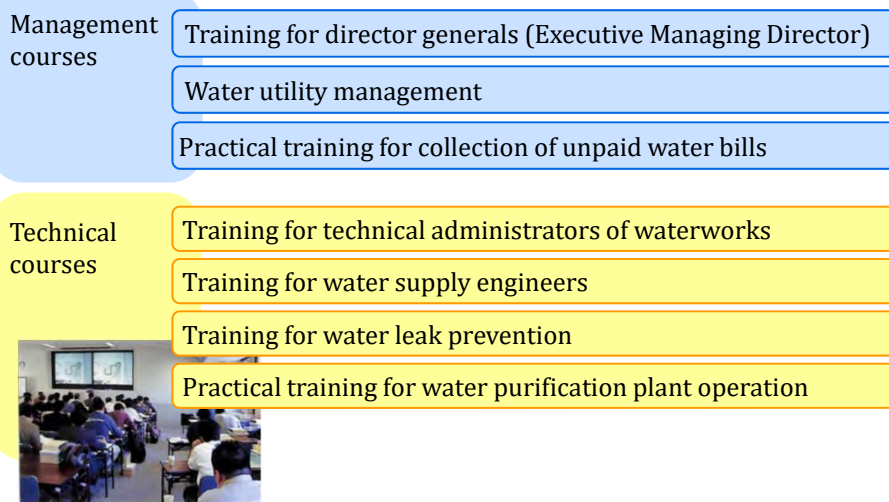 Management
courses
Training for director generals (Executive Managing Director)
Water utility management
Practical training for collection of unpaid water bills
Technical
courses
Training for technical administrators of waterworks
Training for water supply engineers
Training for water leak prevention
Practical training for water purification plant operation